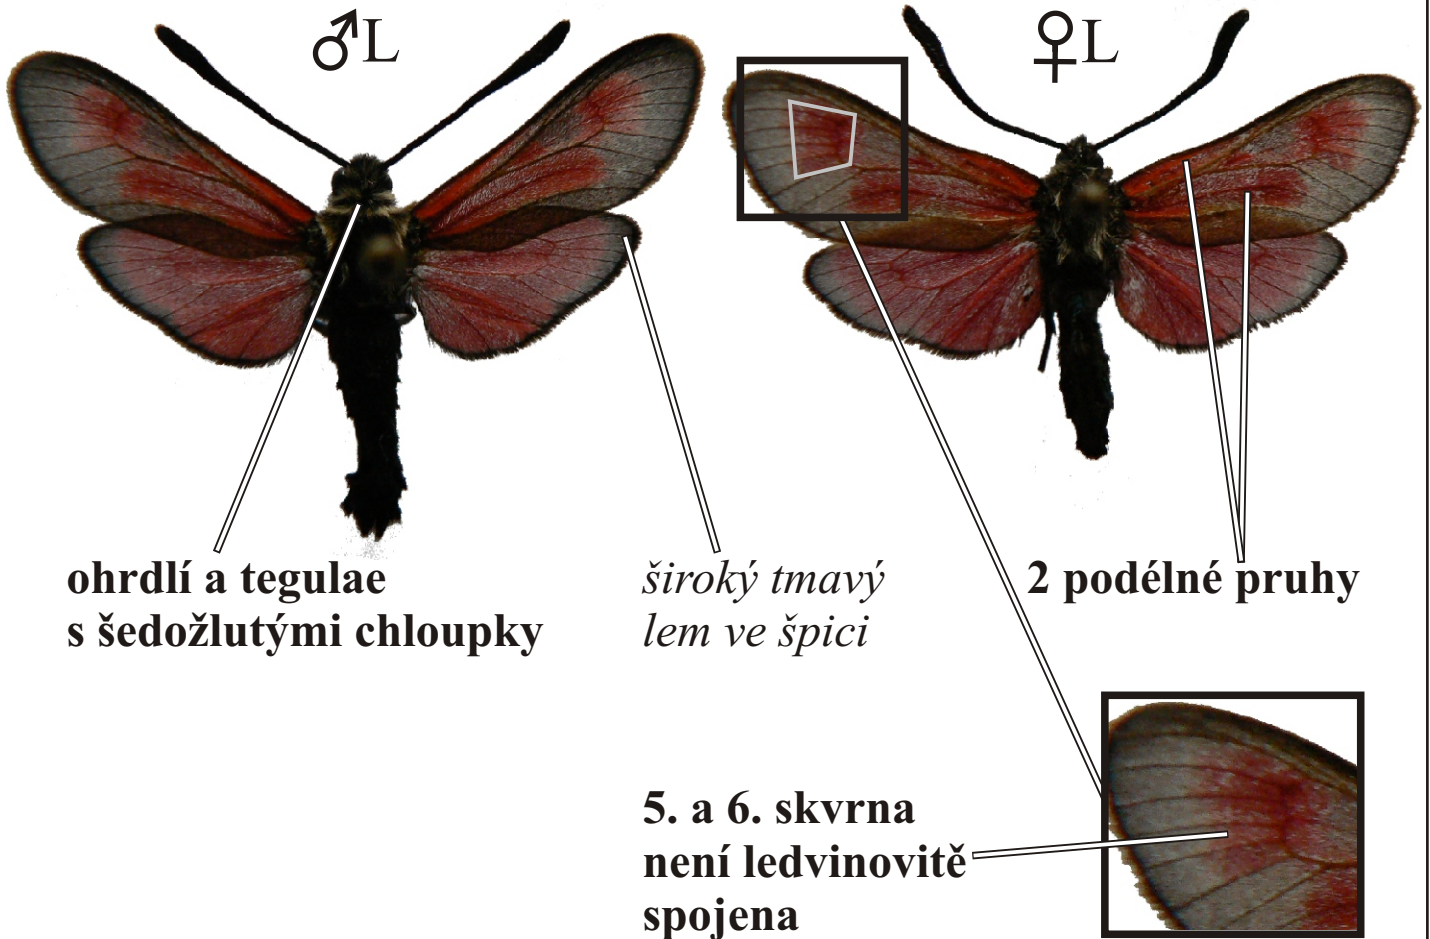 ♂L
♀L
ohrdlí a tegulae
s šedožlutými chloupky
široký tmavý
lem ve špici
2 podélné pruhy
5. a 6. skvrna
není ledvinovitě
spojena